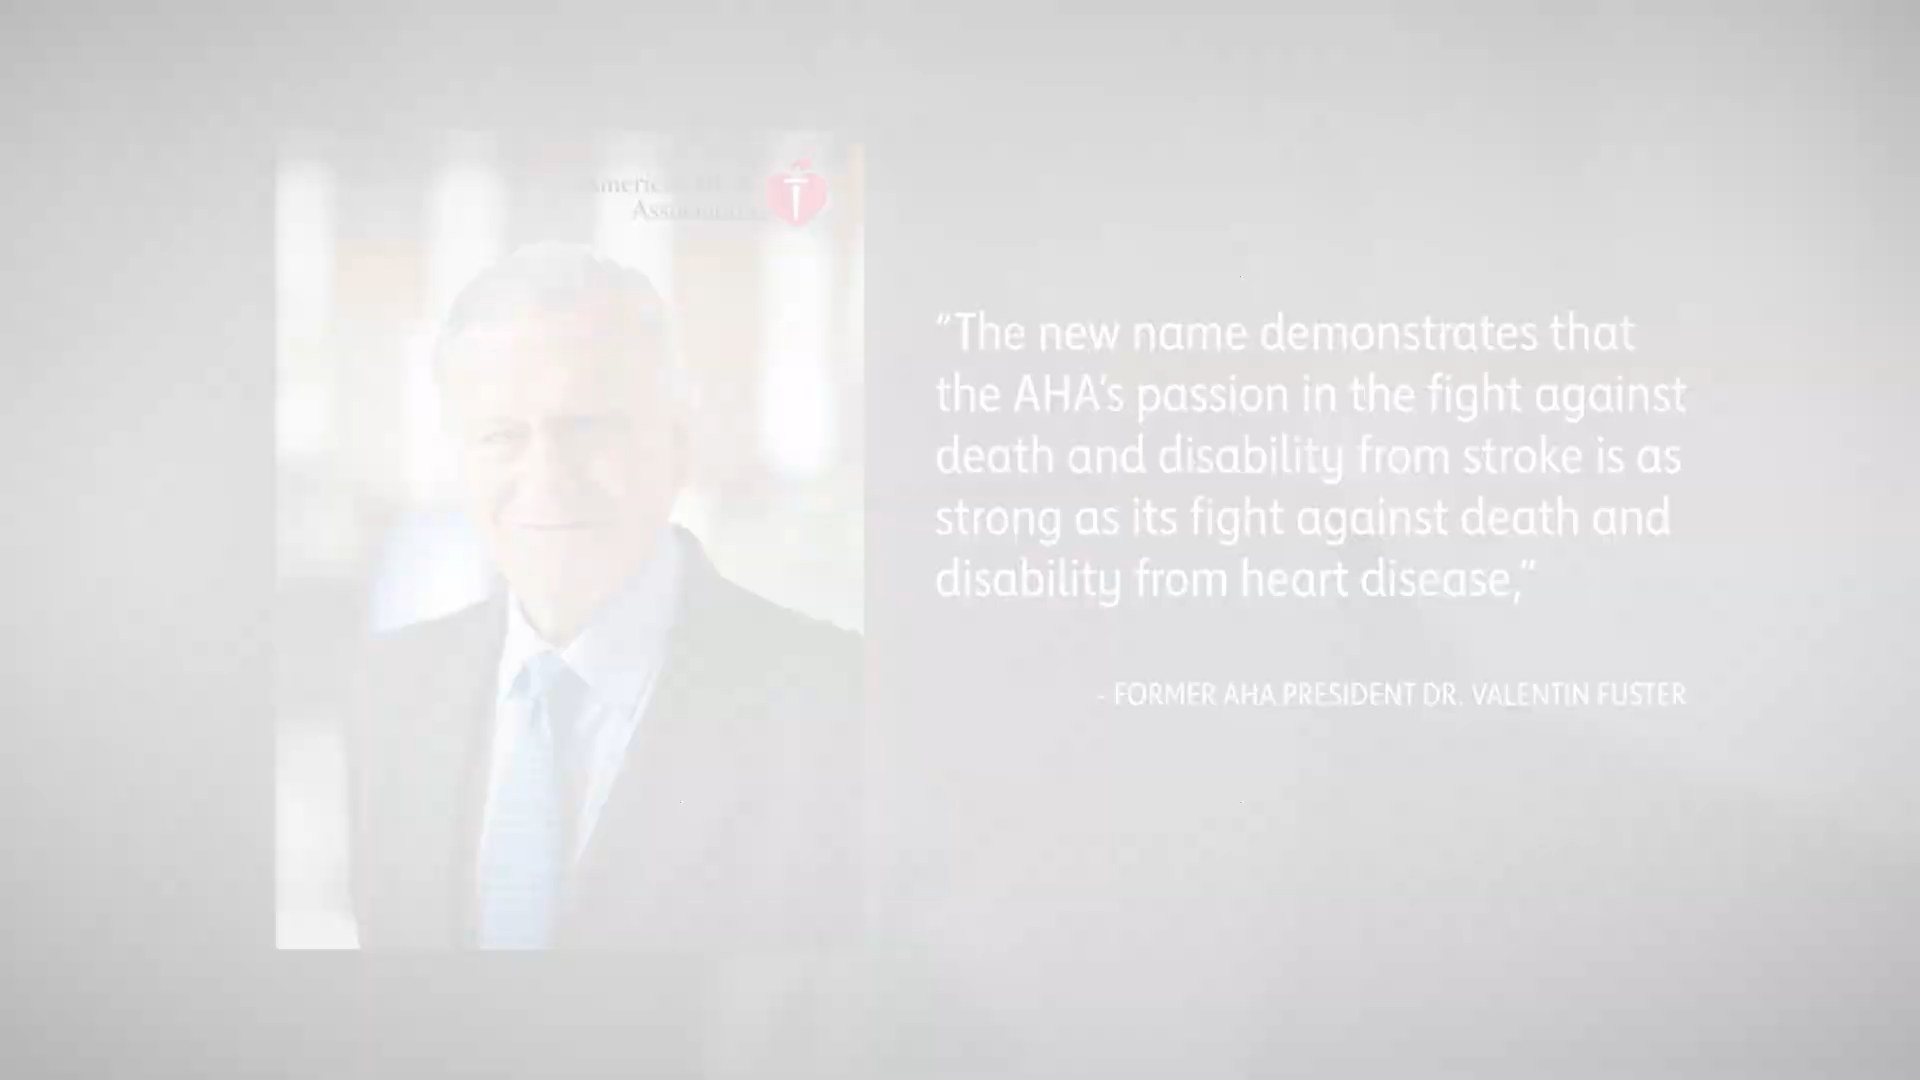 Association
“The new name demonstrates that
the AHA’s passion in the fight against
death and disability from stroke is as
strong as its fight against death and
disability from heart disease,”
- FORMER AHA PRESIDENT DR. VALENTIN FUSTER